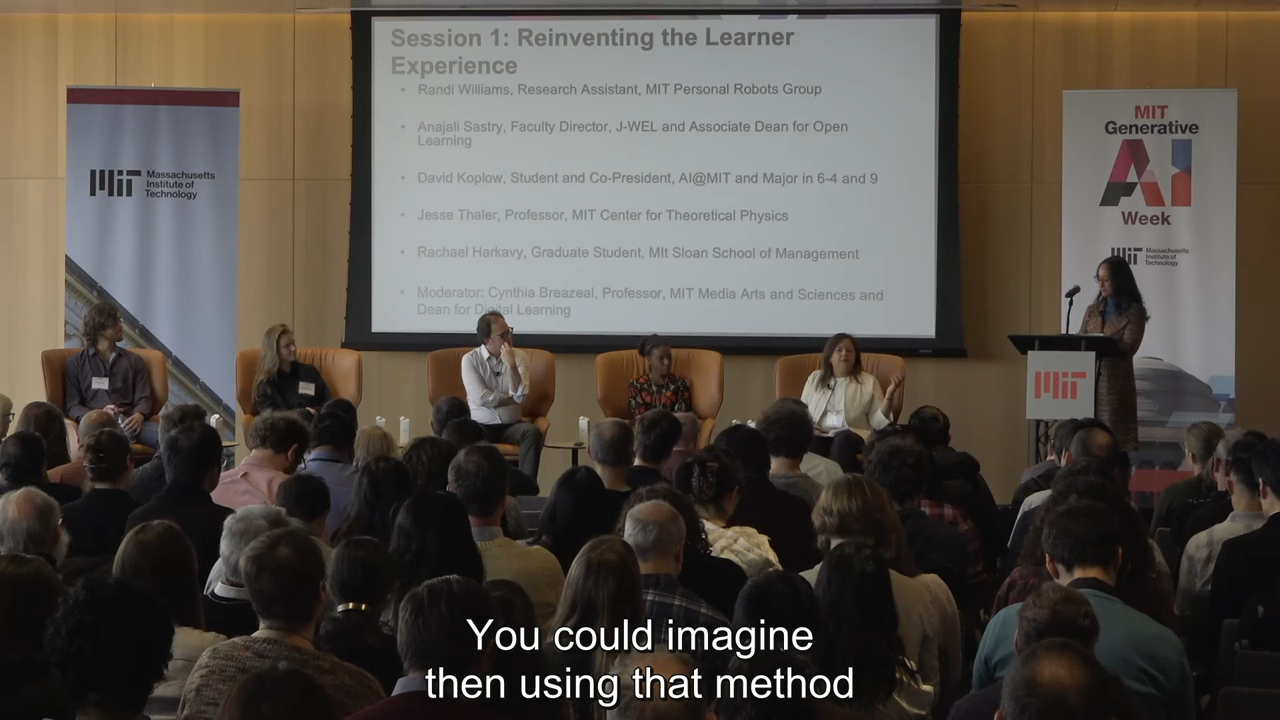 Session 1: Reinventing the Learner
Experience
• Randi Williams, Research Assistant, MIT Personal Robots Group
• Anajali Sastry, Faculty Director, J-WEL and Associate Dean for Open
Learning
• David Koplow, Student and Co-President, AI@MIT and Major in 6-4 and 9
• Jesse Thaler, Professor, MIT Center for Theoretical Physics
• Rachael Harkavy, Graduate Student, MIt Sloan School of Management
• Moderator: Cynthia Breazeal, Professor, MIT Media Arts and Sciences and
Dean for Digital Learning
MIT
Massachusetts
Institute of
Technology
MIT
Generative
AI
Week
MIT
Massachusetts
Institute of
Technology
MIT
You could imagine
then using that method